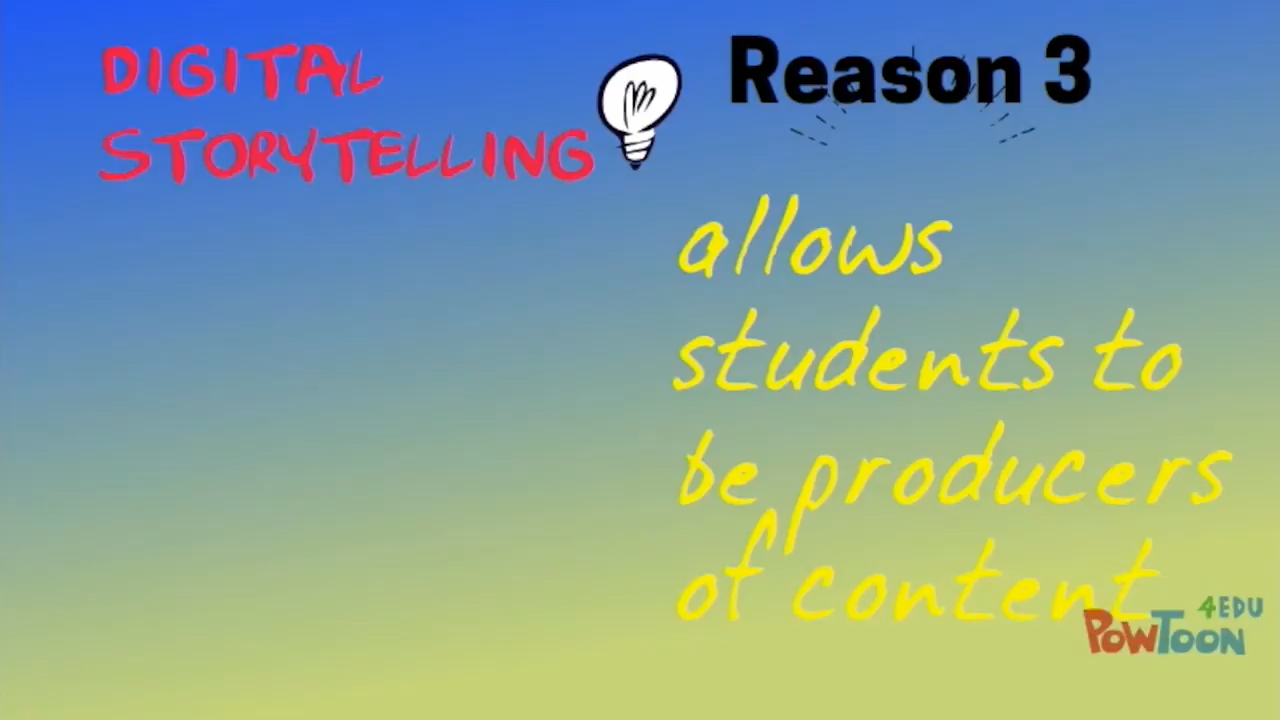 DIGITAL
STORYTELLING
Reason 3
allows
students to
be producers
of content
4EDU
POWTOON